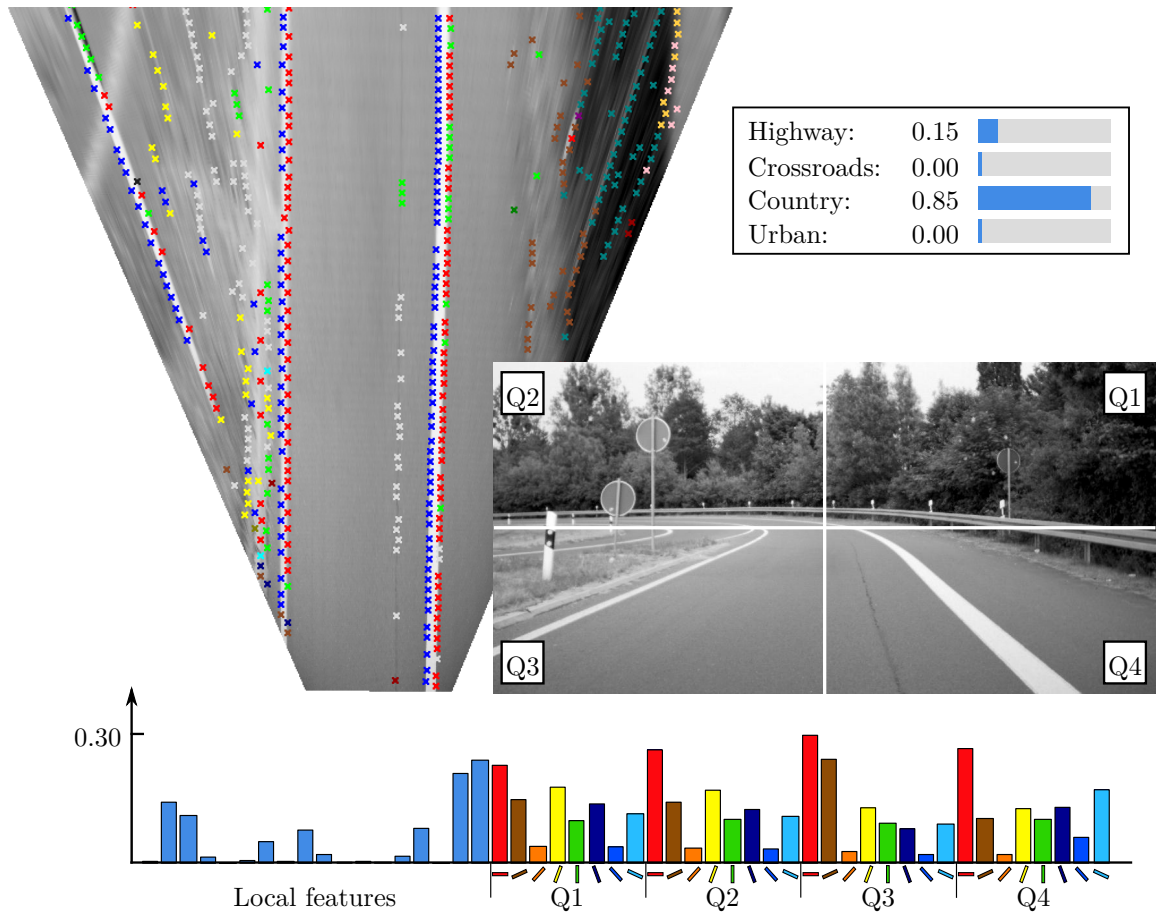 Highway: 0.15
Crossroads: 0.00
Country: 0.85
Urban: 0.00
Q2
Q1
Q3
Q4
0.30
Local features
Q1
Q2
Q3
Q4